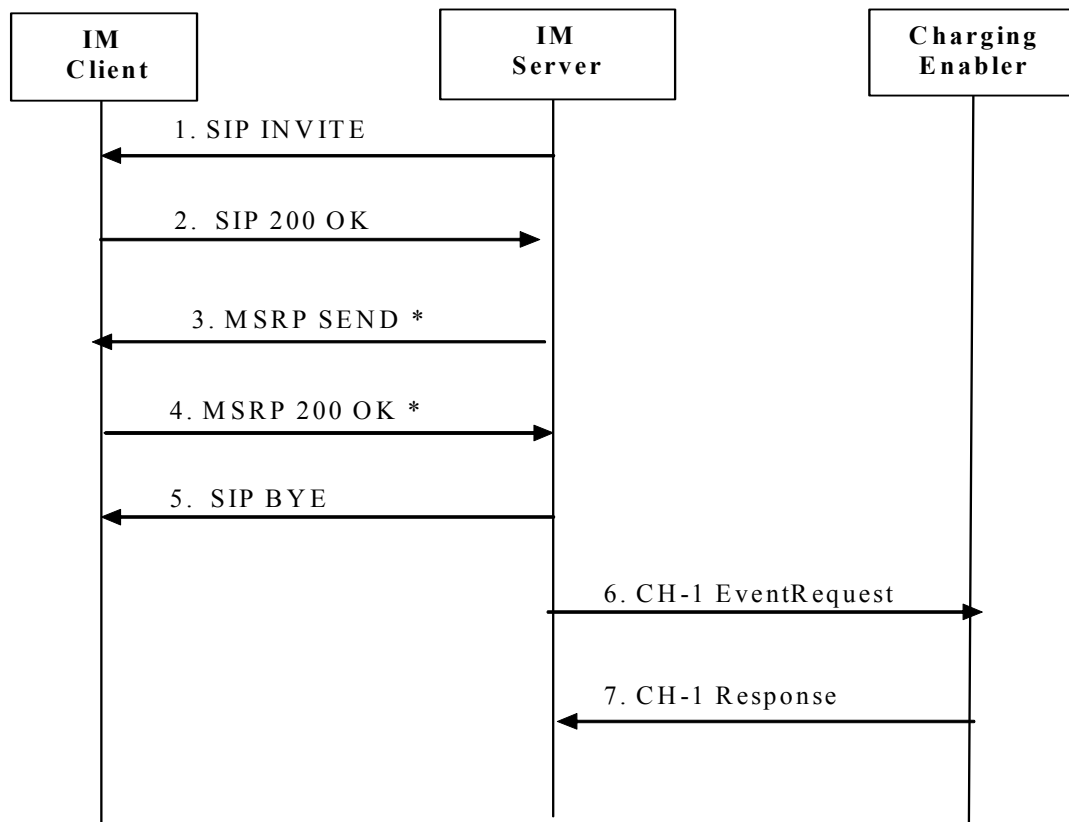 IM
Client
IM
Server
Charging
Enabler
1. SIP INVITE
2. SIP 200 OK
3. MSRP SEND *
4. MSRP 200 OK *
5. SIP BYE
6. CH-1 EventRequest
7. CH-1 Response